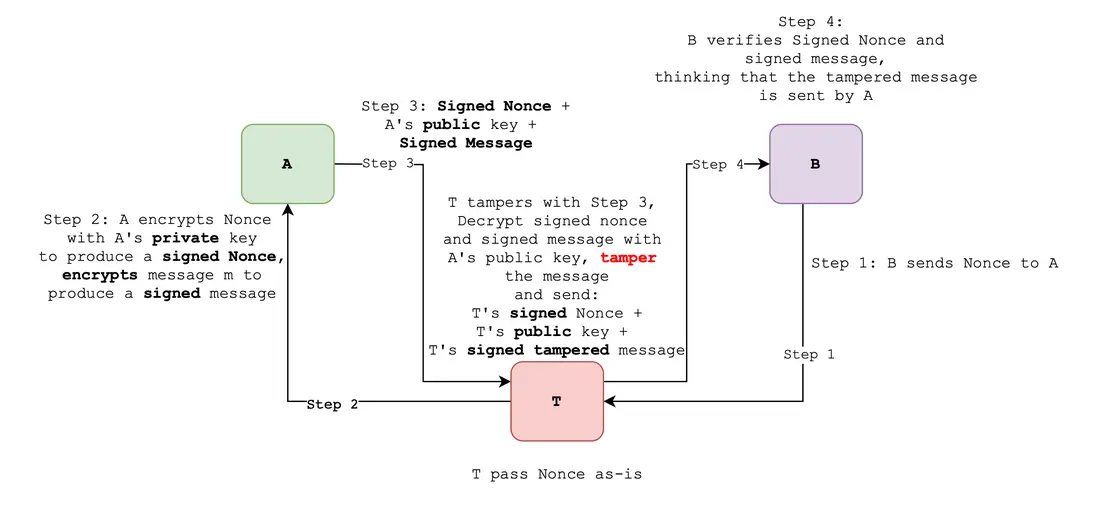 Step 4:
B verifies Signed Nonce and
signed message,
thinking that the tampered message
is sent by A
Step 3: Signed Nonce +
A's public key +
Signed Message
A
Step 3
Step 4
B
Step 2: A encrypts Nonce
with A's private key
to produce a signed Nonce,
encrypts message m to
produce a signed message
T tampers with Step 3,
Decrypt signed nonce
and signed message with
A's public key, tamper
the message
and send:
T's signed Nonce +
T's public key +
T's signed tampered message
Step 1: B sends Nonce to A
Step 1
Step 2
T
T pass Nonce as-is